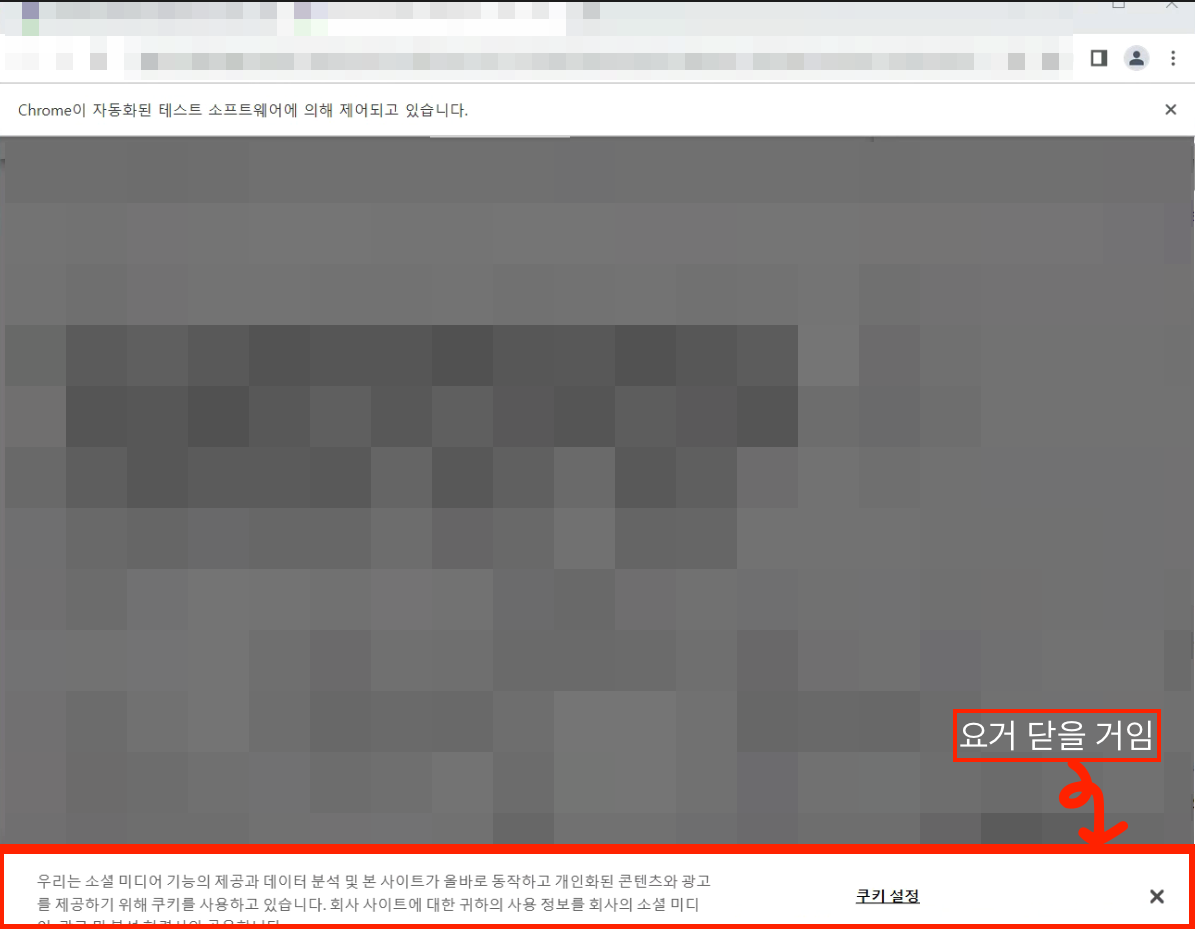 Chrome이 자동화된 테스트 소프트웨어에 의해 제어되고 있습니다.
요거 닫을 거임
우리는 소셜 미디어 기능의 제공과 데이터 분석 및 본 사이트가 올바로 동작하고 개인화된 콘텐츠와 광고
를 제공하기 위해 쿠키를 사용하고 있습니다. 회사 사이트에 대한 귀하의 사용 정보를 회사의 소셜 미디
쿠키 설정